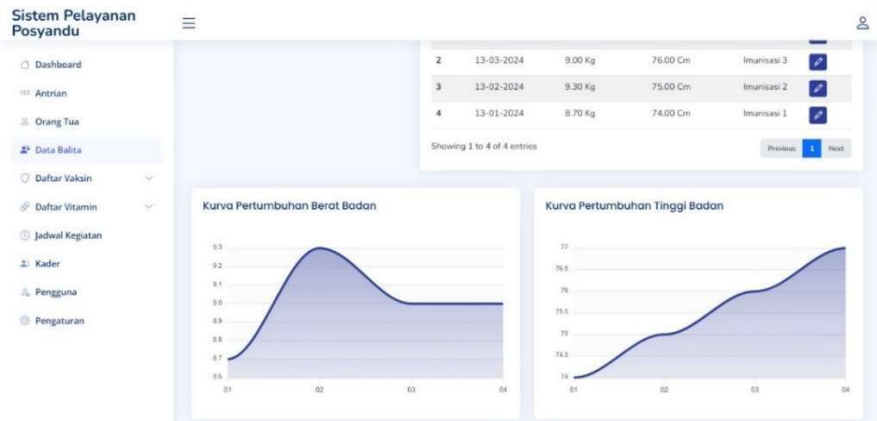 Sistem Pelayanan
Posyandu
Dashboard
Antrian
Orang Tua
Data Balita
Daftar Vaksin
Daftar Vitamin
Jadwal Kegiatan
Kader
Pengguna
Pengaturan
2 13-03-2024 9.00 Kg 76.00 Cm Imunisasi 3
3 13-02-2024 9.30 Kg 75.00 Cm Imunisasi 2
4 13-01-2024 8.70 Kg 74.00 Cm Imunisasi 1
Showing 1 to 4 of 4 entries
Previous 1 Next
Kurva Pertumbuhan Berat Badan
9.3
9.2
9.1
9.0
8.9
8.8
8.7
8.6
01 02 03 04
Kurva Pertumbuhan Tinggi Badan
77
76.5
76
75.5
75
74.5
74
01 02 03 04